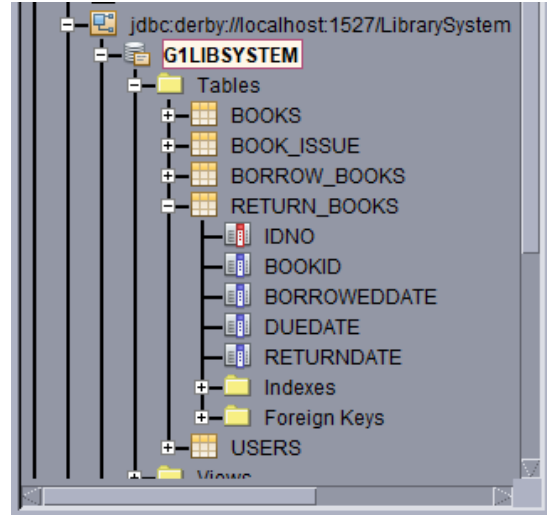 jdbc:derby://localhost:1527/LibrarySystem
G1LIBSYSTEM
Tables
BOOKS
BOOK_ISSUE
BORROW_BOOKS
RETURN_BOOKS
IDNO
BOOKID
BORROWEDDATE
DUEDATE
RETURNDATE
Indexes
Foreign Keys
USERS
Views